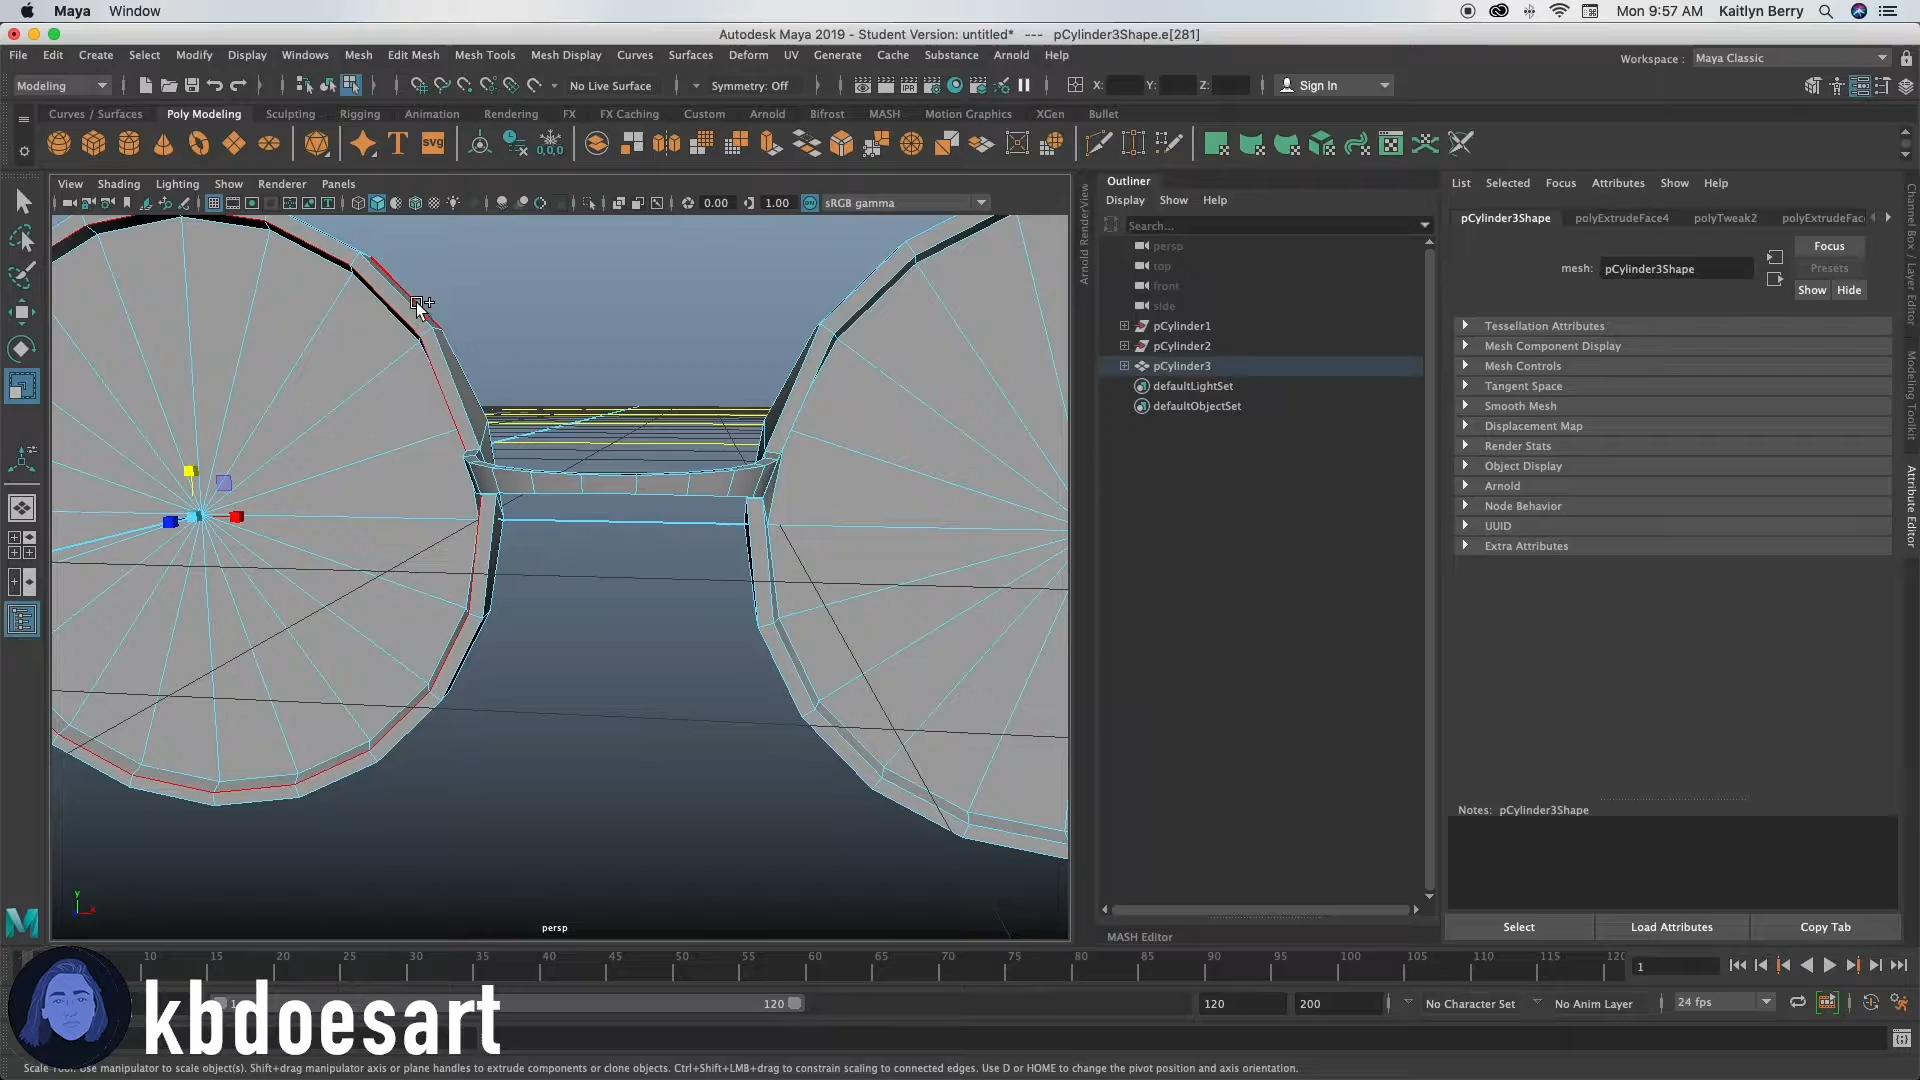 Maya Window
Mon 9:57 AM Kaitlyn Berry
Autodesk Maya 2019 - Student Version: untitled* --- pCylinder3Shape.e[281]
File Edit Create Select Modify Display Windows Mesh Edit Mesh Mesh Tools Mesh Display Curves Surfaces Deform UV Generate Cache Substance Arnold Help
Workspace : Maya Classic
Modeling No Live Surface Symmetry: Off X: Y: Z: Sign In
Curves / Surfaces Poly Modeling Sculpting Rigging Animation Rendering FX FX Caching Custom Arnold Bifrost MASH Motion Graphics XGen Bullet
View Shading Lighting Show Renderer Panels
0.00 1.00 sRGB gamma
persp
Arnold RenderView
Outliner
Display Show Help
Search...
persp
top
front
side
pCylinder1
pCylinder2
pCylinder3
defaultLightSet
defaultObjectSet
MASH Editor
List Selected Focus Attributes Show Help
pCylinder3Shape polyExtrudeFace4 polyTweak2 polyExtrudeFac
Focus
mesh: pCylinder3Shape
Presets
Show Hide
Tessellation Attributes
Mesh Component Display
Mesh Controls
Tangent Space
Smooth Mesh
Displacement Map
Render Stats
Object Display
Arnold
Node Behavior
UUID
Extra Attributes
Notes: pCylinder3Shape
Select Load Attributes Copy Tab
Channel Box / Layer Editor
Modeling Toolkit
Attribute Editor
10 15 20 25 30 35 40 45 50 55 60 65 70 75 80 85 90 95 100 105 110 115 120
1
1 120 120 200 No Character Set No Anim Layer 24 fps
kbdoesart
Scale Tool: Use manipulator to scale object(s). Shift+drag manipulator axis or plane handles to extrude components or clone objects. Ctrl+Shift+LMB+drag to constrain scaling to connected edges. Use D or HOME to change the pivot position and axis orientation.